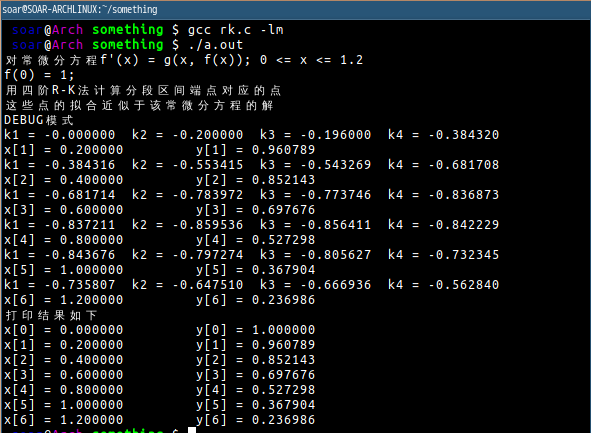 soar@SOAR-ARCHLINUX:~/something
soar@Arch something $ gcc rk.c -lm
soar@Arch something $ ./a.out
对常微分方程f'(x) = g(x, f(x)); 0 <= x <= 1.2
f(0) = 1;
用四阶R-K法计算分段区间端点对应的点
这些点的拟合近似于该常微分方程的解
DEBUG模式
k1 = -0.000000  k2 = -0.200000  k3 = -0.196000  k4 = -0.384320
x[1] = 0.200000          y[1] = 0.960789
k1 = -0.384316  k2 = -0.553415  k3 = -0.543269  k4 = -0.681708
x[2] = 0.400000          y[2] = 0.852143
k1 = -0.681714  k2 = -0.783972  k3 = -0.773746  k4 = -0.836873
x[3] = 0.600000          y[3] = 0.697676
k1 = -0.837211  k2 = -0.859536  k3 = -0.856411  k4 = -0.842229
x[4] = 0.800000          y[4] = 0.527298
k1 = -0.843676  k2 = -0.797274  k3 = -0.805627  k4 = -0.732345
x[5] = 1.000000          y[5] = 0.367904
k1 = -0.735807  k2 = -0.647510  k3 = -0.666936  k4 = -0.562840
x[6] = 1.200000          y[6] = 0.236986
打印结果如下
x[0] = 0.000000          y[0] = 1.000000
x[1] = 0.200000          y[1] = 0.960789
x[2] = 0.400000          y[2] = 0.852143
x[3] = 0.600000          y[3] = 0.697676
x[4] = 0.800000          y[4] = 0.527298
x[5] = 1.000000          y[5] = 0.367904
x[6] = 1.200000          y[6] = 0.236986
soar@Arch something $